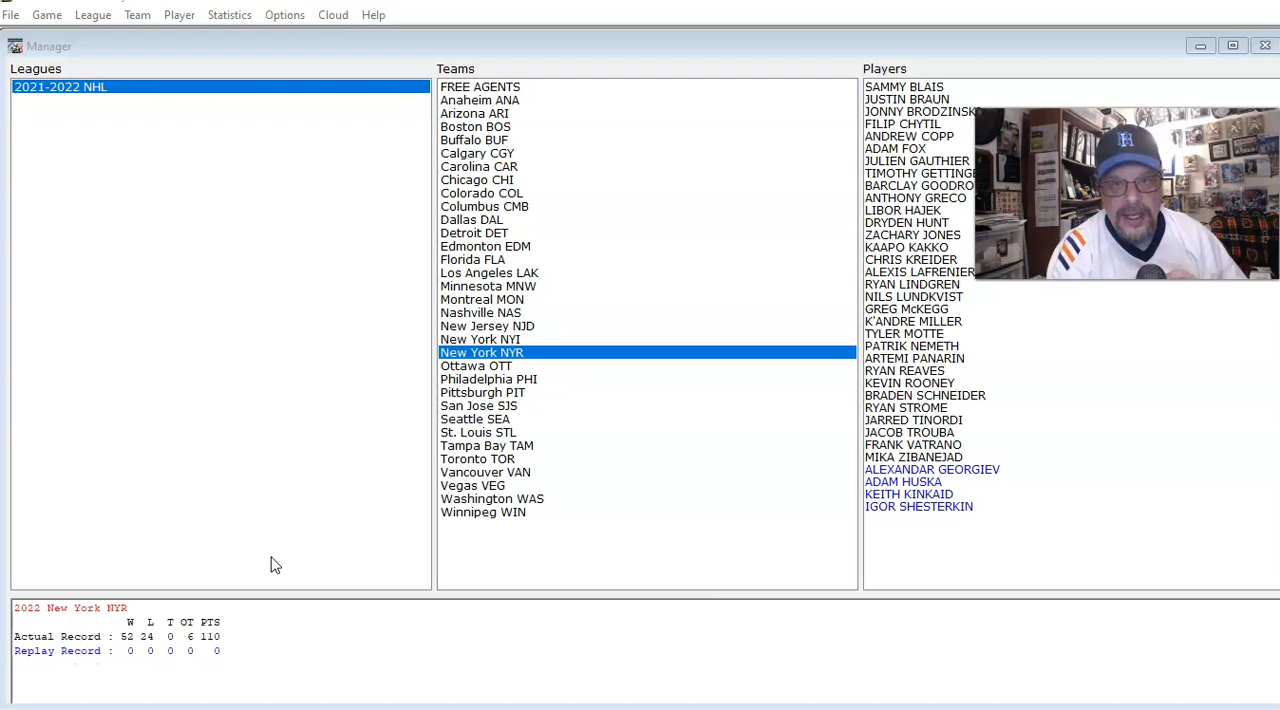 File Game League Team Player Statistics Options Cloud Help
Manager
Leagues
2021-2022 NHL
Teams
FREE AGENTS
Anaheim ANA
Arizona ARI
Boston BOS
Buffalo BUF
Calgary CGY
Carolina CAR
Chicago CHI
Colorado COL
Columbus CMB
Dallas DAL
Detroit DET
Edmonton EDM
Florida FLA
Los Angeles LAK
Minnesota MNW
Montreal MON
Nashville NAS
New Jersey NJD
New York NYI
New York NYR
Ottawa OTT
Philadelphia PHI
Pittsburgh PIT
San Jose SJS
Seattle SEA
St. Louis STL
Tampa Bay TAM
Toronto TOR
Vancouver VAN
Vegas VEG
Washington WAS
Winnipeg WIN
Players
SAMMY BLAIS
JUSTIN BRAUN
JONNY BRODZINSK
FILIP CHYTIL
ANDREW COPP
ADAM FOX
JULIEN GAUTHIER
TIMOTHY GETTINGE
BARCLAY GOODRO
ANTHONY GRECO
LIBOR HAJEK
DRYDEN HUNT
ZACHARY JONES
KAAPO KAKKO
CHRIS KREIDER
ALEXIS LAFRENIER
RYAN LINDGREN
NILS LUNDKVIST
GREG McKEGG
K'ANDRE MILLER
TYLER MOTTE
PATRIK NEMETH
ARTEMI PANARIN
RYAN REAVES
KEVIN ROONEY
BRADEN SCHNEIDER
RYAN STROME
JARRED TINORDI
JACOB TROUBA
FRANK VATRANO
MIKA ZIBANEJAD
ALEXANDAR GEORGIEV
ADAM HUSKA
KEITH KINKAID
IGOR SHESTERKIN
2022 New York NYR
W L T OT PTS
Actual Record : 52 24 0 6 110
Replay Record : 0 0 0 0 0